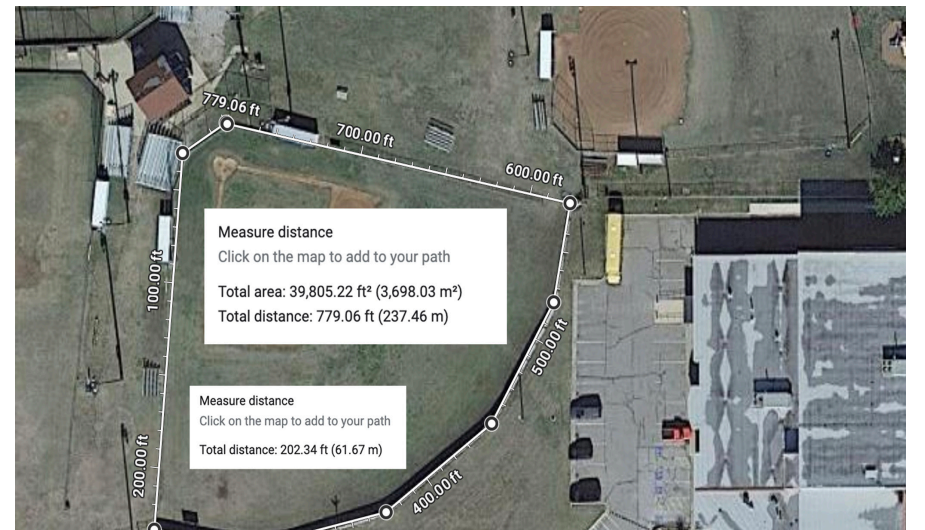 779.06 ft
700.00 ft
600.00 ft
Measure distance
Click on the map to add to your path
Total area: 39,805.22 ft² (3,698.03 m²)
Total distance: 779.06 ft (237.46 m)
100.00 ft
500.00 ft
Measure distance
Click on the map to add to your path
Total distance: 202.34 ft (61.67 m)
200.00 ft
400.00 ft